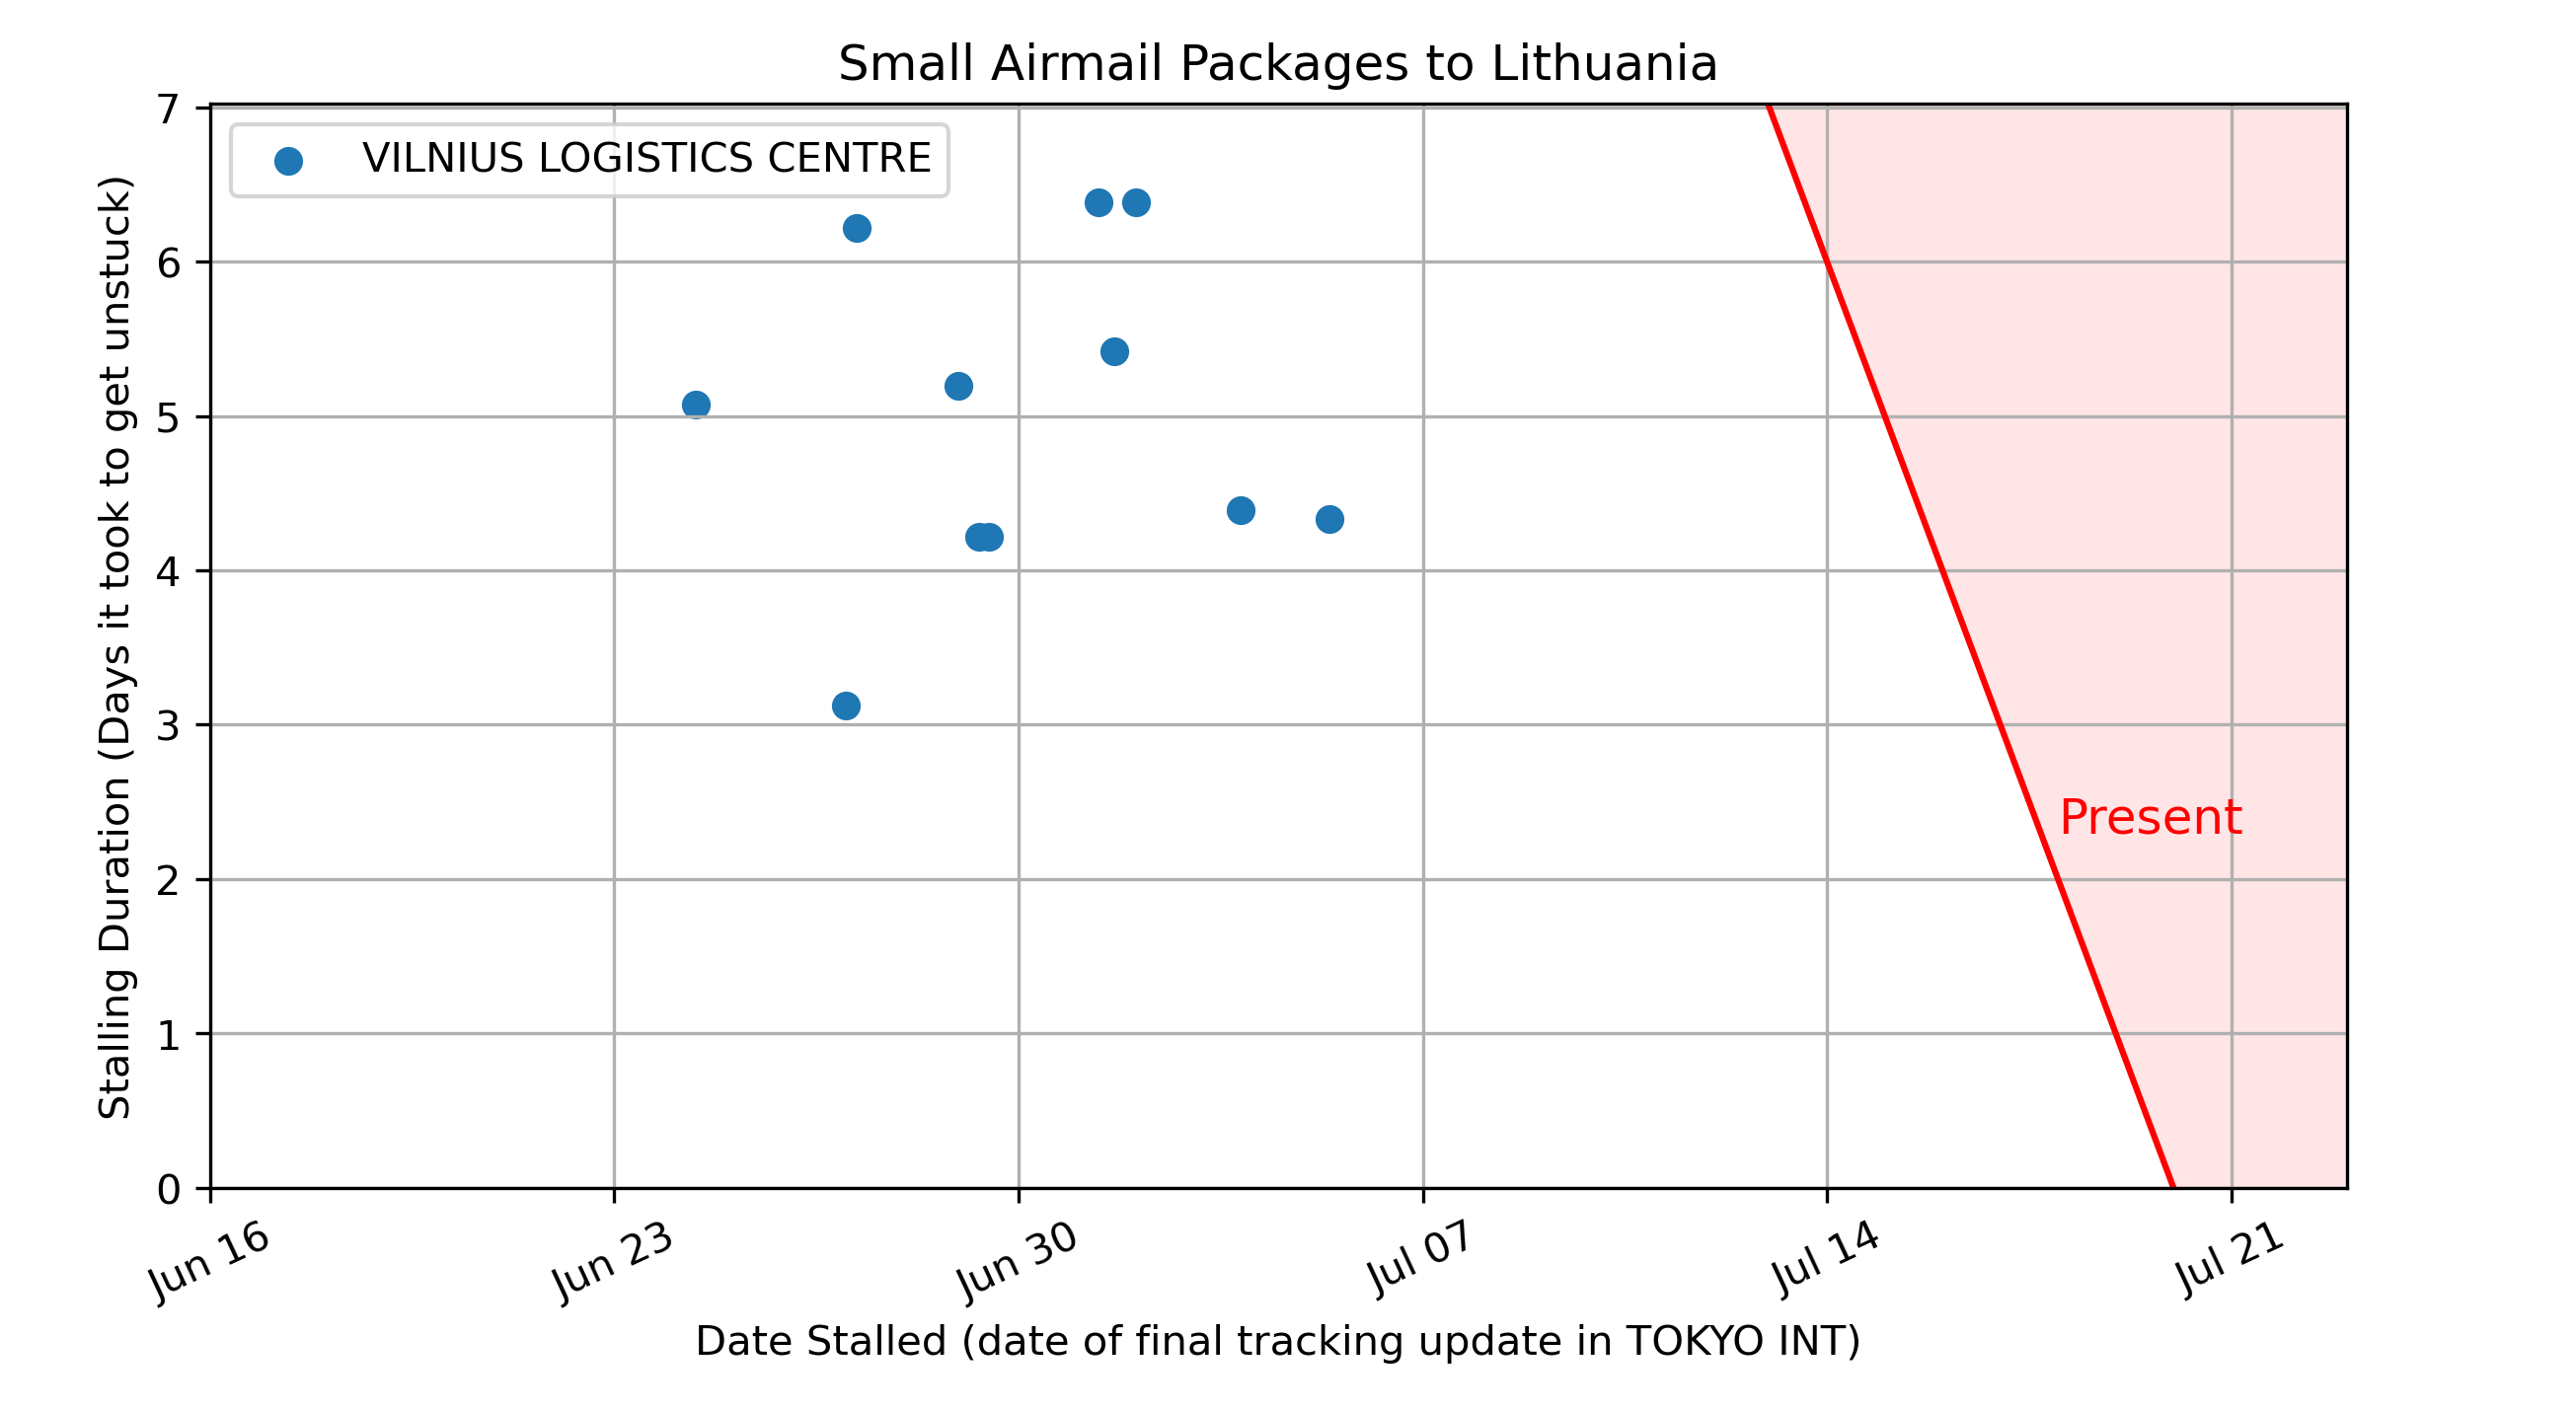 Small Airmail Packages to Lithuania
VILNIUS LOGISTICS CENTRE
Stalling Duration (Days it took to get unstuck)
7
6
5
4
3
2
1
0
Present
Jun 16
Jun 23
Jun 30
Jul 07
Jul 14
Jul 21
Date Stalled (date of final tracking update in TOKYO INT)